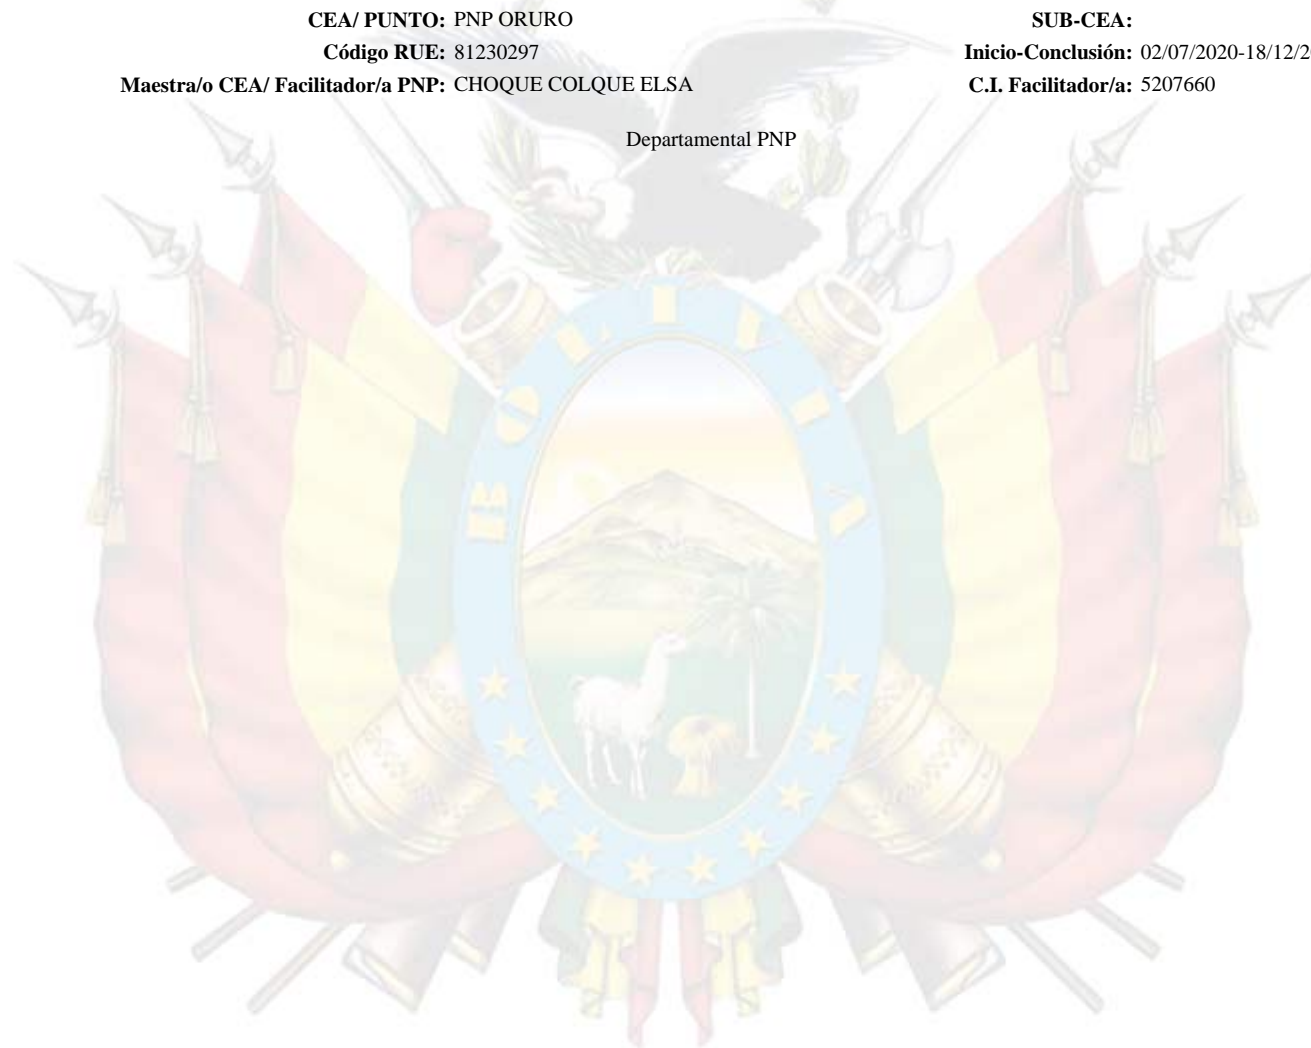 CEA/ PUNTO: PNP ORURO SUB-CEA:
Código RUE: 81230297 Inicio-Conclusión: 02/07/2020-18/12/2
Maestra/o CEA/ Facilitador/a PNP: CHOQUE COLQUE ELSA C.I. Facilitador/a: 5207660
Departamental PNP
BOLIVIA